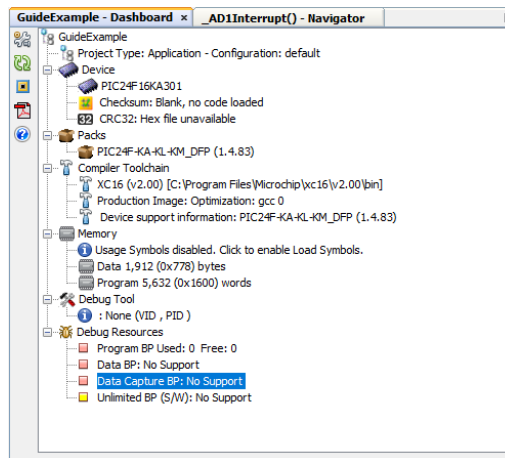 GuideExample - Dashboard × _AD1Interrupt() - Navigator
GuideExample
Project Type: Application - Configuration: default
Device
PIC24F16KA301
Checksum: Blank, no code loaded
CRC32: Hex file unavailable
Packs
PIC24F-KA-KL-KM_DFP (1.4.83)
Compiler Toolchain
XC16 (v2.00) [C:\Program Files\Microchip\xc16\v2.00\bin]
Production Image: Optimization: gcc 0
Device support information: PIC24F-KA-KL-KM_DFP (1.4.83)
Memory
Usage Symbols disabled. Click to enable Load Symbols.
Data 1,912 (0x778) bytes
Program 5,632 (0x1600) words
Debug Tool
: None (VID , PID )
Debug Resources
Program BP Used: 0 Free: 0
Data BP: No Support
Data Capture BP: No Support
Unlimited BP (S/W): No Support